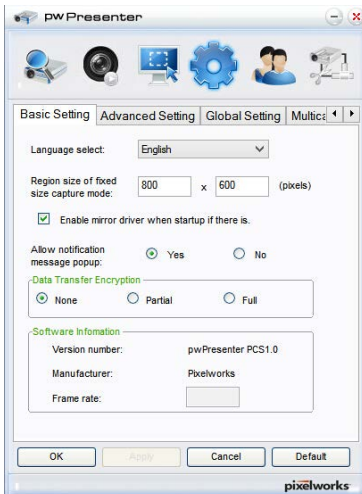 pwPresenter
Basic Setting Advanced Setting Global Setting Multica
Language select: English
Region size of fixed
size capture mode: 800 x 600 (pixels)
Enable mirror driver when startup if there is.
Allow notification
message popup: Yes No
Data Transfer Encryption
None Partial Full
Software Infomation
Version number: pwPresenter PCS1.0
Manufacturer: Pixelworks
Frame rate:
OK Apply Cancel Default
pixelworks